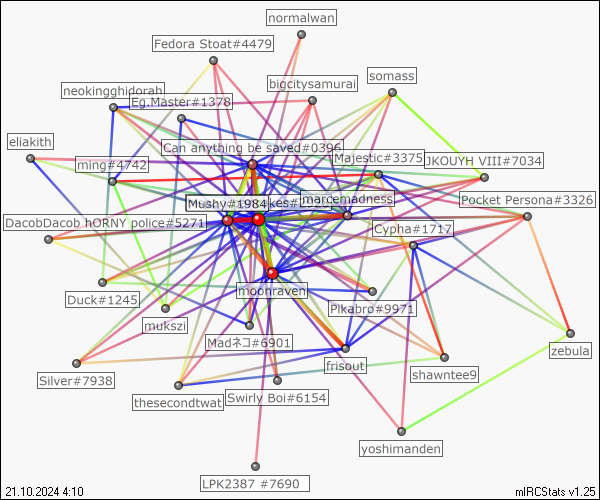 normalwan
Fedora Stoat#4479
somass
bigcitysamurai
neokingghidorah
Eg.Master#1378
eliakith
Can anything be saved#0396
ming#4742
Majestic#3375
JKOUYH VIII#7034
Mushy#1984
marcemadness
Pocket Persona#3326
DacobDacob hORNY police#5271
Cypha#1717
moonraven
Duck#1245
Pikabro#9971
mukszi
Madネコ#6901
zebula
frisout
Silver#7938
shawntee9
thesecondtwat
Swirly Boi#6154
yoshimanden
LPK2387 #7690
21.10.2024 4:10
mIRCStats v1.25